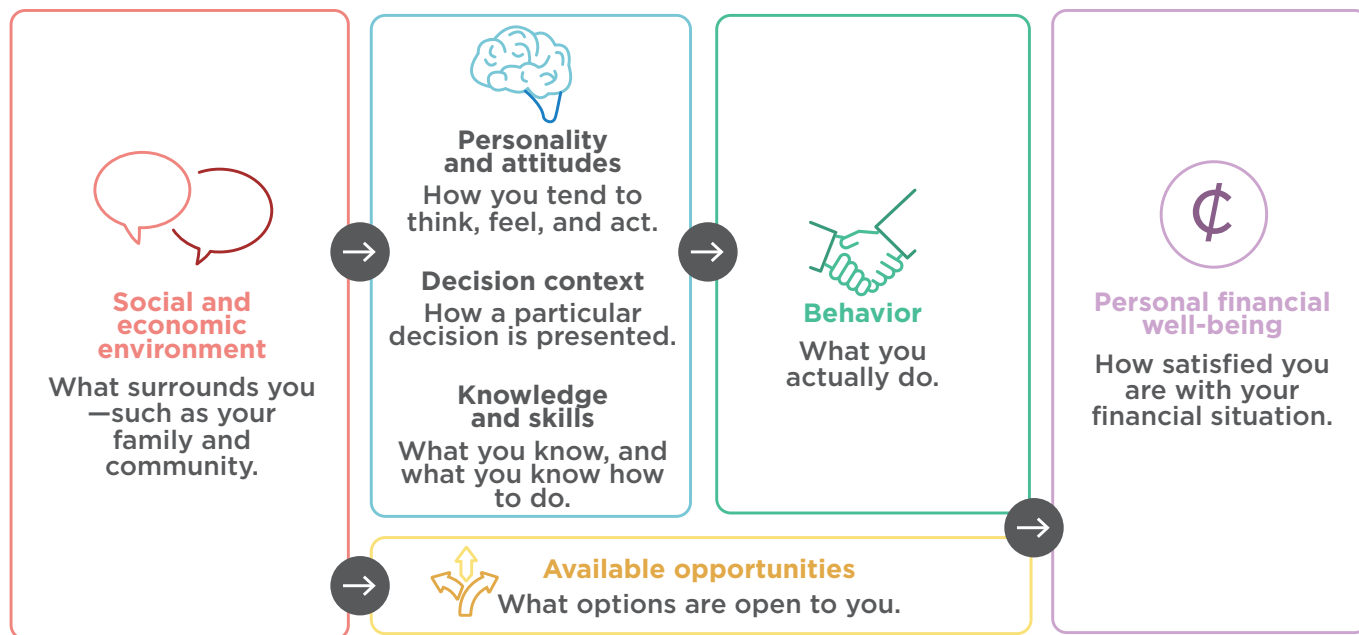 Social and
economic
environment
What surrounds you
—such as your
family and
community.
Personality
and attitudes
How you tend to
think, feel, and act.
Decision context
How a particular
decision is presented.
Knowledge
and skills
What you know, and
what you know how
to do.
Behavior
What you
actually do.
Available opportunities
What options are open to you.
₵
Personal financial
well-being
How satisfied you
are with your
financial situation.